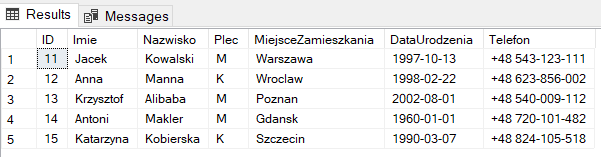 Results Messages
ID Imie Nazwisko Plec MiejsceZamieszkania DataUrodzenia Telefon
1 11 Jacek Kowalski M Warszawa 1997-10-13 +48 543-123-111
2 12 Anna Manna K Wroclaw 1998-02-22 +48 623-856-002
3 13 Krzysztof Alibaba M Poznan 2002-08-01 +48 540-009-112
4 14 Antoni Makler M Gdansk 1960-01-01 +48 720-101-482
5 15 Katarzyna Kobierska K Szczecin 1990-03-07 +48 824-105-518